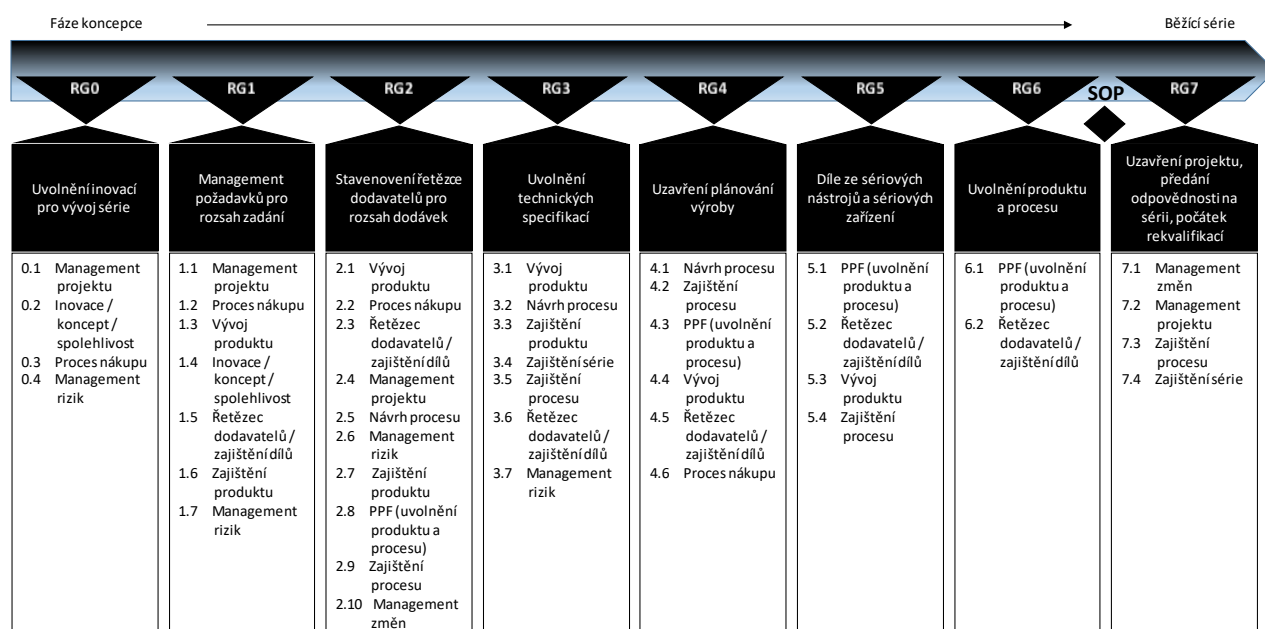 Fáze koncepce
Běžící série
RG0
RG1
RG2
RG3
RG4
RG5
RG6
SOP
RG7
Uvolnění inovací
pro vývoj série
Management
požadavků pro
rozsah zadání
Stavenovení řetězce
dodavatelů pro
rozsah dodávek
Uvolnění
technických
specifikací
Uzavření plánování
výroby
Díle ze sériových
nástrojů a sériových
zařízení
Uvolnění produktu
a procesu
Uzavření projektu,
předání
odpovědnosti na
sérii, počátek
rekvalifikací
0.1 Management
projektu
0.2 Inovace /
koncept /
spolehlivost
0.3 Proces nákupu
0.4 Management
rizik
1.1 Management
projektu
1.2 Proces nákupu
1.3 Vývoj
produktu
1.4 Inovace /
koncept /
spolehlivost
1.5 Řetězec
dodavatelů /
zajištění dílů
1.6 Zajištění
produktu
1.7 Management
rizik
2.1 Vývoj
produktu
2.2 Proces nákupu
2.3 Řetězec
dodavatelů /
zajištění dílů
2.4 Management
projektu
2.5 Návrh procesu
2.6 Management
rizik
2.7 Zajištění
produktu
2.8 PPF (uvolnění
produktu a
procesu)
2.9 Zajištění
procesu
2.10 Management
změn
3.1 Vývoj
produktu
3.2 Návrh procesu
3.3 Zajištění
produktu
3.4 Zajištění série
3.5 Zajištění
procesu
3.6 Řetězec
dodavatelů /
zajištění dílů
3.7 Management
rizik
4.1 Návrh procesu
4.2 Zajištění
procesu
4.3 PPF (uvolnění
produktu a
procesu)
4.4 Vývoj
produktu
4.5 Řetězec
dodavatelů /
zajištění dílů
4.6 Proces nákupu
5.1 PPF (uvolnění
produktu a
procesu)
5.2 Řetězec
dodavatelů /
zajištění dílů
5.3 Vývoj
produktu
5.4 Zajištění
procesu
6.1 PPF (uvolnění
produktu a
procesu)
6.2 Řetězec
dodavatelů /
zajištění dílů
7.1 Management
změn
7.2 Management
projektu
7.3 Zajištění
procesu
7.4 Zajištění série